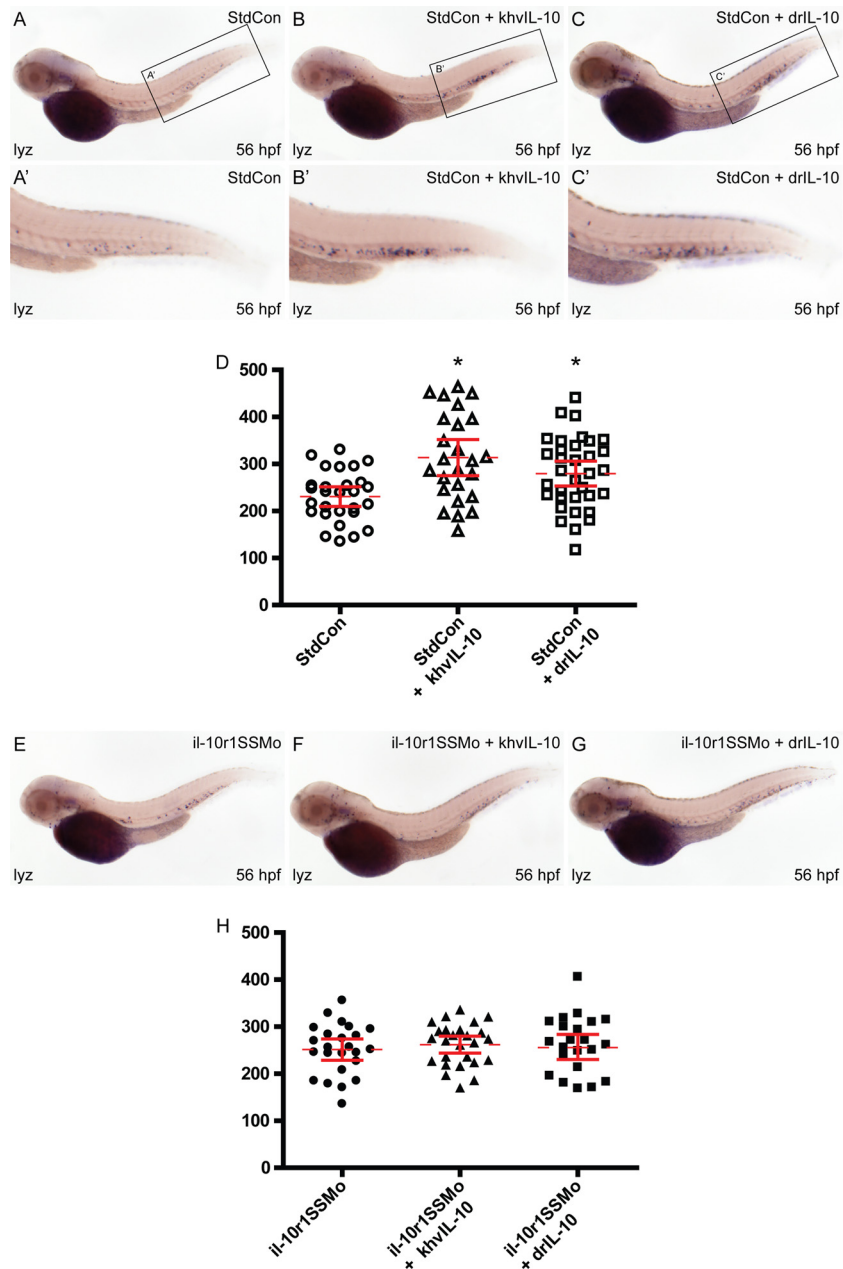 A StdCon
B StdCon + khvIL-10
C StdCon + drIL-10
A'
B'
C'
lyz 56 hpf
lyz 56 hpf
lyz 56 hpf
A' StdCon
B' StdCon + khvIL-10
C' StdCon + drIL-10
lyz 56 hpf
lyz 56 hpf
lyz 56 hpf
D
*
*
500
400
300
200
100
0
StdCon
StdCon
+ khvIL-10
StdCon
+ drIL-10
E il-10r1SSMo
F il-10r1SSMo + khvIL-10
G il-10r1SSMo + drIL-10
lyz 56 hpf
lyz 56 hpf
lyz 56 hpf
H
500
400
300
200
100
0
il-10r1SSMo
il-10r1SSMo
+ khvIL-10
il-10r1SSMo
+ drIL-10